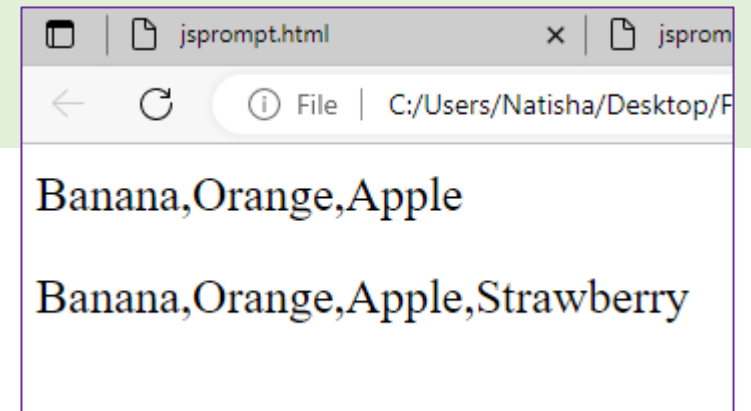 jsprompt.html jsprom
File C:/Users/Natisha/Desktop/F
Banana,Orange,Apple
Banana,Orange,Apple,Strawberry